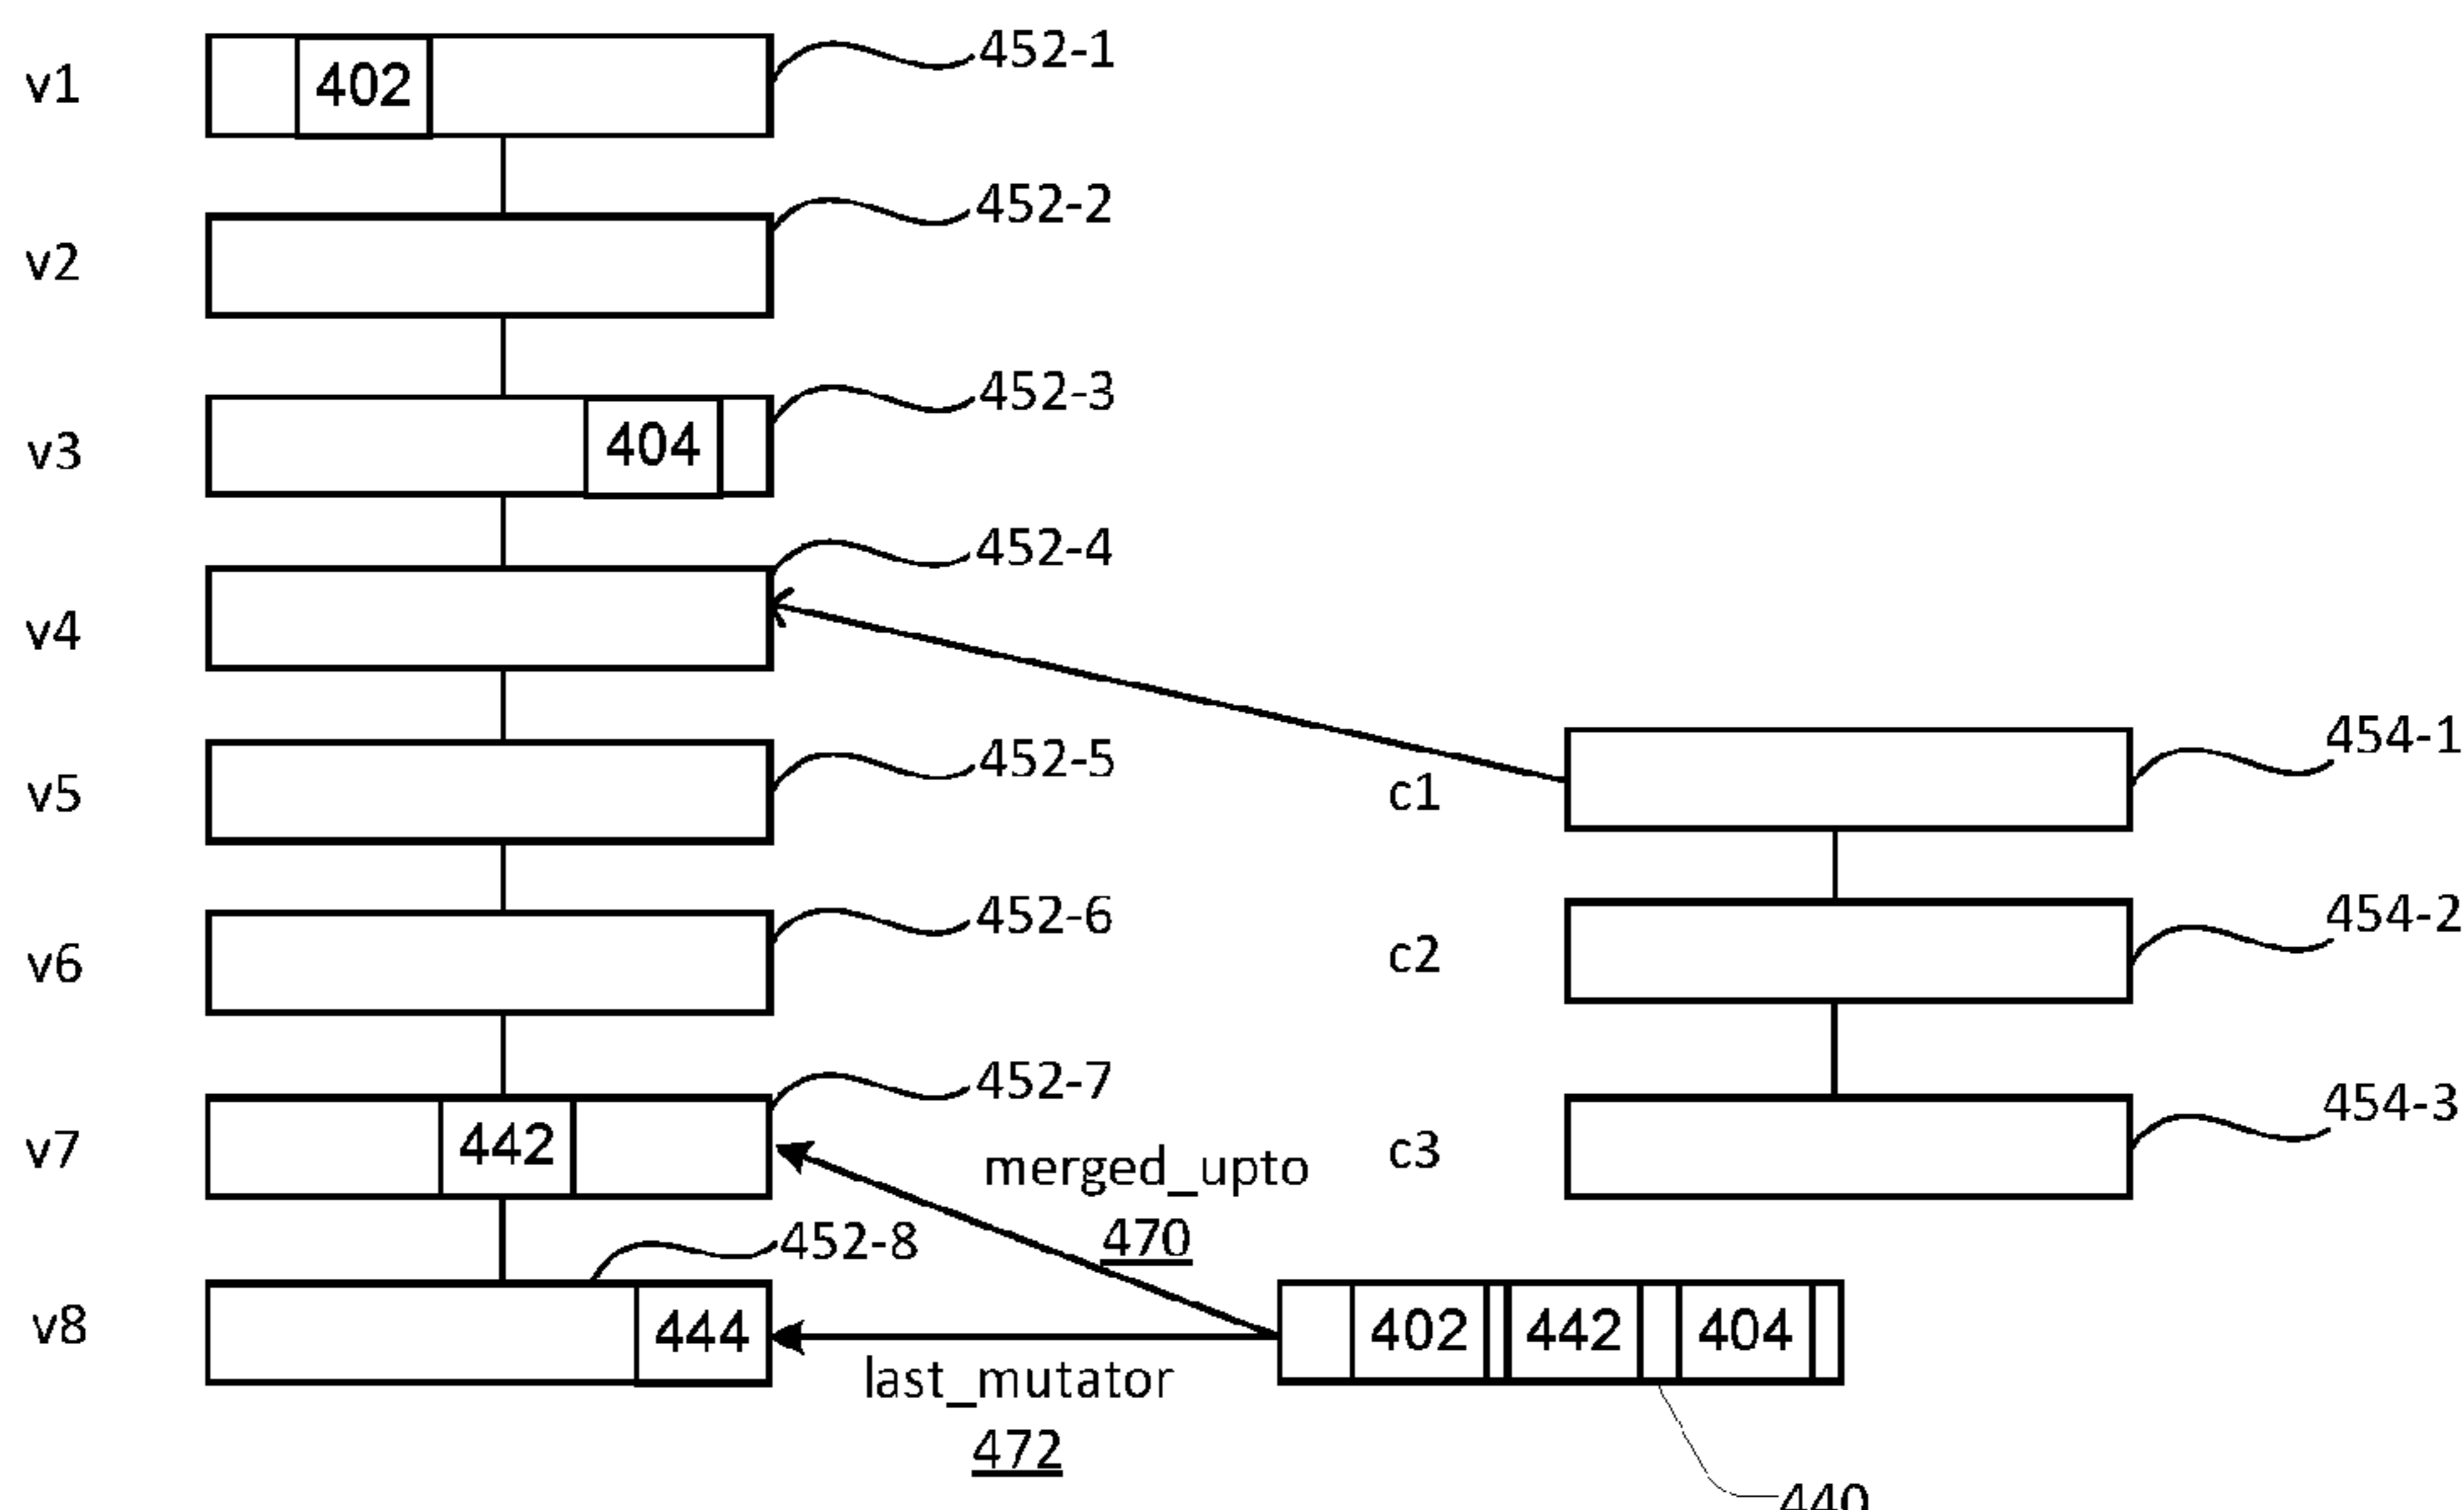 v1 402 452-1
v2 452-2
v3 404 452-3
v4 452-4
v5 452-5
c1 454-1
v6 452-6
c2 454-2
v7 442 452-7
c3 454-3
merged_upto
470
452-8
v8 444 402 442 404
last_mutator
472
440